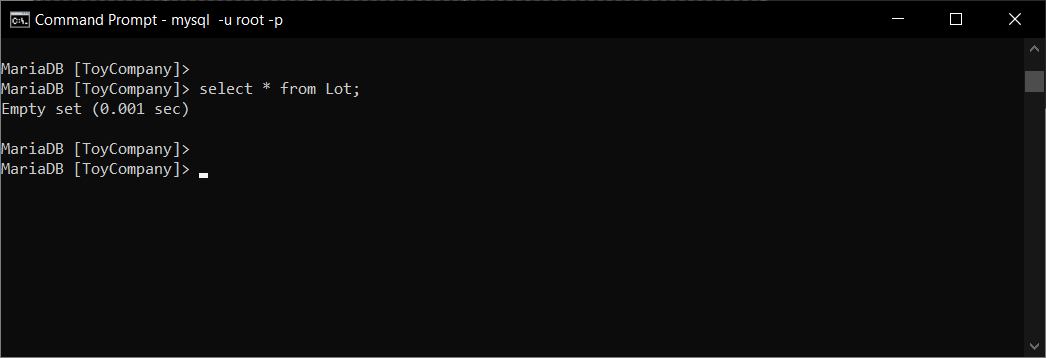 Command Prompt - mysql  -u root -p
MariaDB [ToyCompany]>
MariaDB [ToyCompany]> select * from Lot;
Empty set (0.001 sec)
MariaDB [ToyCompany]>
MariaDB [ToyCompany]>